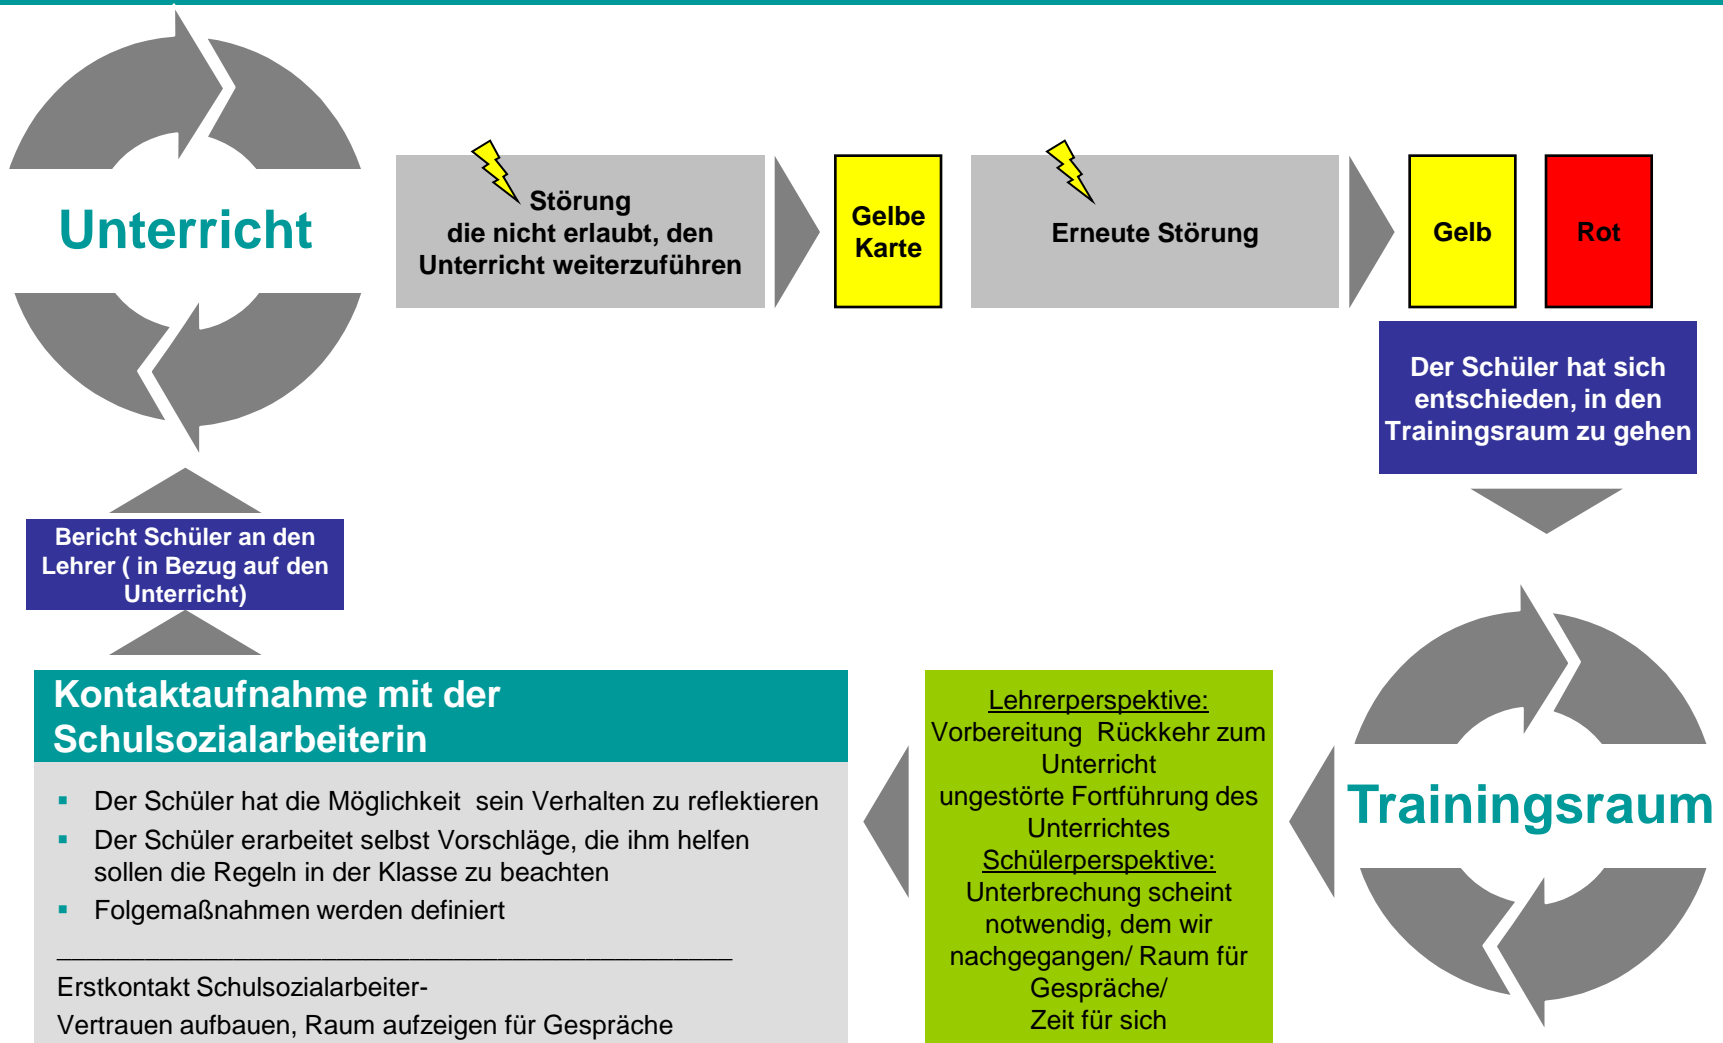 Unterricht
Störung
die nicht erlaubt, den
Unterricht weiterzuführen
Gelbe
Karte
Erneute Störung
Gelb
Rot
Der Schüler hat sich
entschieden, in den
Trainingsraum zu gehen
Trainingsraum
Lehrerperspektive:
Vorbereitung  Rückkehr zum
Unterricht
ungestörte Fortführung des
Unterrichtes
Schülerperspektive:
Unterbrechung scheint
notwendig, dem wir
nachgegangen/ Raum für
Gespräche/
Zeit für sich
Kontaktaufnahme mit der
Schulsozialarbeiterin
▪ Der Schüler hat die Möglichkeit  sein Verhalten zu reflektieren
▪ Der Schüler erarbeitet selbst Vorschläge, die ihm helfen
sollen die Regeln in der Klasse zu beachten
▪ Folgemaßnahmen werden definiert
Erstkontakt Schulsozialarbeiter-
Vertrauen aufbauen, Raum aufzeigen für Gespräche
Bericht Schüler an den
Lehrer ( in Bezug auf den
Unterricht)